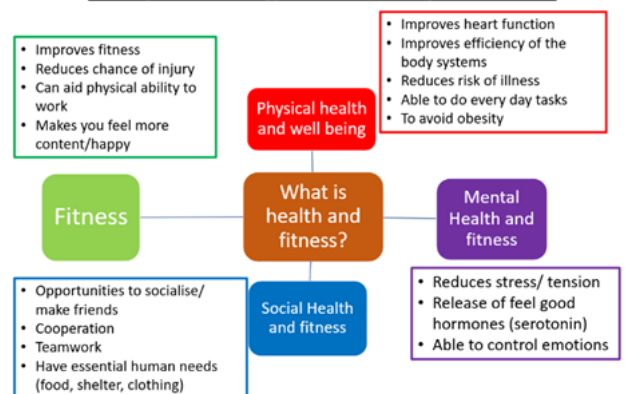 • Improves fitness
• Reduces chance of injury
• Can aid physical ability to
work
• Makes you feel more
content/happy
Physical health
and well being
• Improves heart function
• Improves efficiency of the
body systems
• Reduces risk of illness
• Able to do every day tasks
• To avoid obesity
Fitness
What is
health and
fitness?
Mental
Health and
fitness
• Opportunities to socialise/
make friends
• Cooperation
• Teamwork
• Have essential human needs
(food, shelter, clothing)
Social Health
and fitness
• Reduces stress/ tension
• Release of feel good
hormones (serotonin)
• Able to control emotions